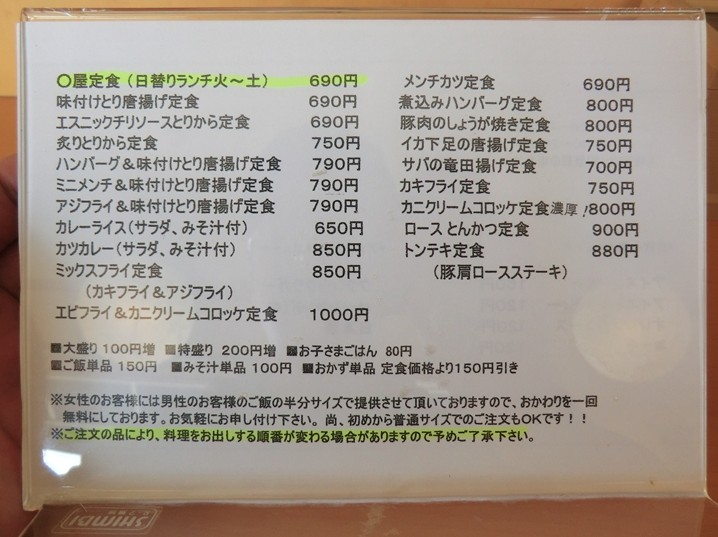 〇屋定食（日替りランチ火～土） 690円
味付けとり唐揚げ定食 690円
エスニックチリソースとりから定食 690円
炙りとりから定食 750円
ハンバーグ＆味付けとり唐揚げ定食 790円
ミニメンチ＆味付けとり唐揚げ定食 790円
アジフライ＆味付けとり唐揚げ定食 790円
カレーライス（サラダ、みそ汁付） 650円
カツカレー（サラダ、みそ汁付） 850円
ミックスフライ定食 850円
（カキフライ＆アジフライ）
エビフライ＆カニクリームコロッケ定食 1000円
メンチカツ定食 690円
煮込みハンバーグ定食 800円
豚肉のしょうが焼き定食 800円
イカ下足の唐揚げ定食 750円
サバの竜田揚げ定食 700円
カキフライ定食 750円
カニクリームコロッケ定食濃厚！800円
ロースとんかつ定食 900円
トンテキ定食 880円
（豚肩ロースステーキ）
■大盛り 100円増 ■特盛り 200円増 ■お子さまごはん 80円
■ご飯単品 150円 ■みそ汁単品 100円 ■おかず単品 定食価格より150円引き
※女性のお客様には男性のお客様のご飯の半分サイズで提供させて頂いておりますので、おかわりを一回
無料にしております。お気軽にお申し付け下さい。尚、初めから普通サイズでのご注文もOKです！！
※ご注文の品により、料理をお出しする順番が変わる場合がありますので予めご了承下さい。
SHIMBI